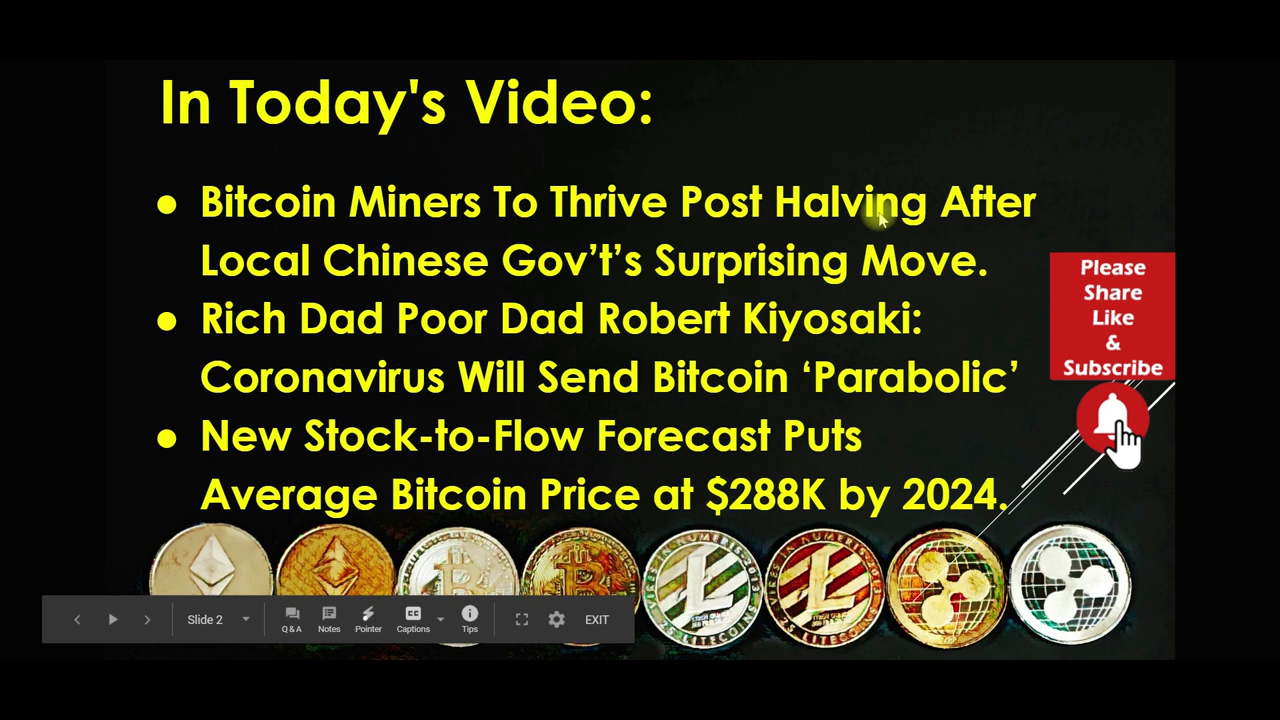 In Today's Video:
● Bitcoin Miners To Thrive Post Halving After
Local Chinese Gov’t’s Surprising Move.
● Rich Dad Poor Dad Robert Kiyosaki:
Coronavirus Will Send Bitcoin ‘Parabolic’
● New Stock-to-Flow Forecast Puts
Average Bitcoin Price at $288K by 2024.
Please
Share
Like
&
Subscribe
Slide 2
Q&A
Notes
Pointer
CC
Captions
Tips
EXIT